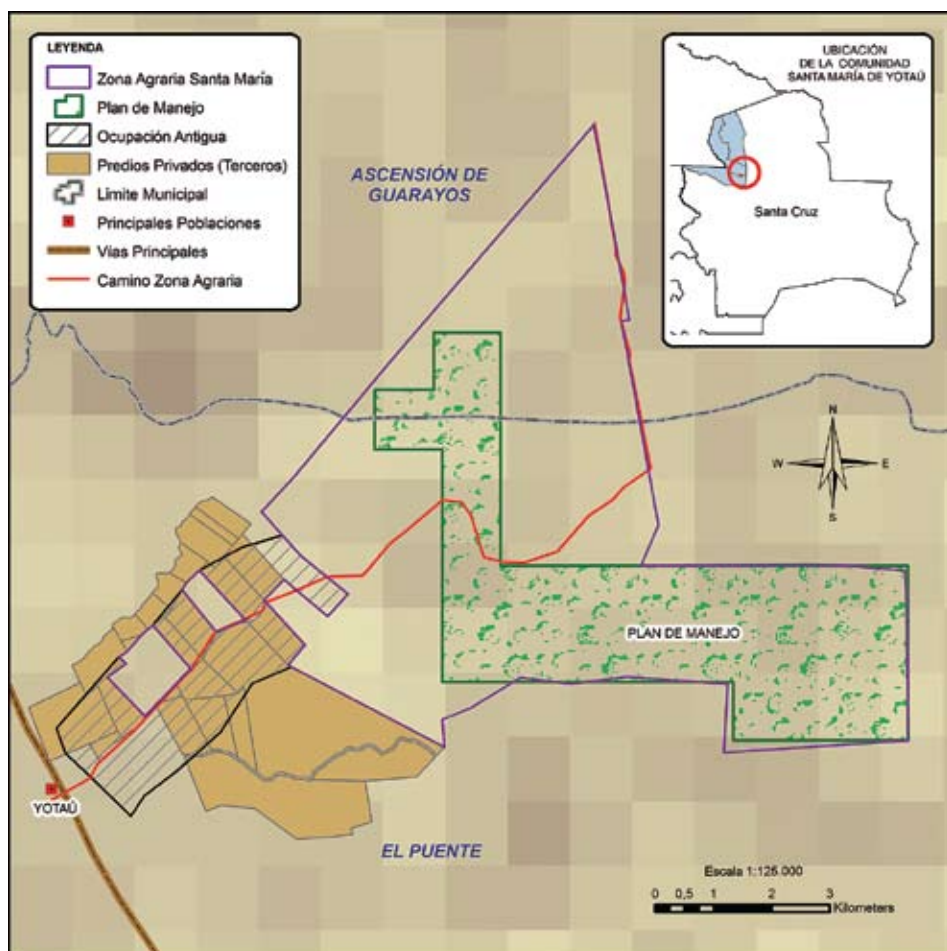 LEYENDA
Zona Agraria Santa María
Plan de Manejo
Ocupación Antigua
Predios Privados (Terceros)
Límite Municipal
Principales Poblaciones
Vías Principales
Camino Zona Agraria
UBICACIÓN
DE LA COMUNIDAD
SANTA MARÍA DE YOTAÚ
Santa Cruz
ASCENSIÓN DE
GUARAYOS
N
W
E
S
PLAN DE MANEJO
YOTAÚ
EL PUENTE
Escala 1:125.000
0 0,5 1 2 3
Kilometers